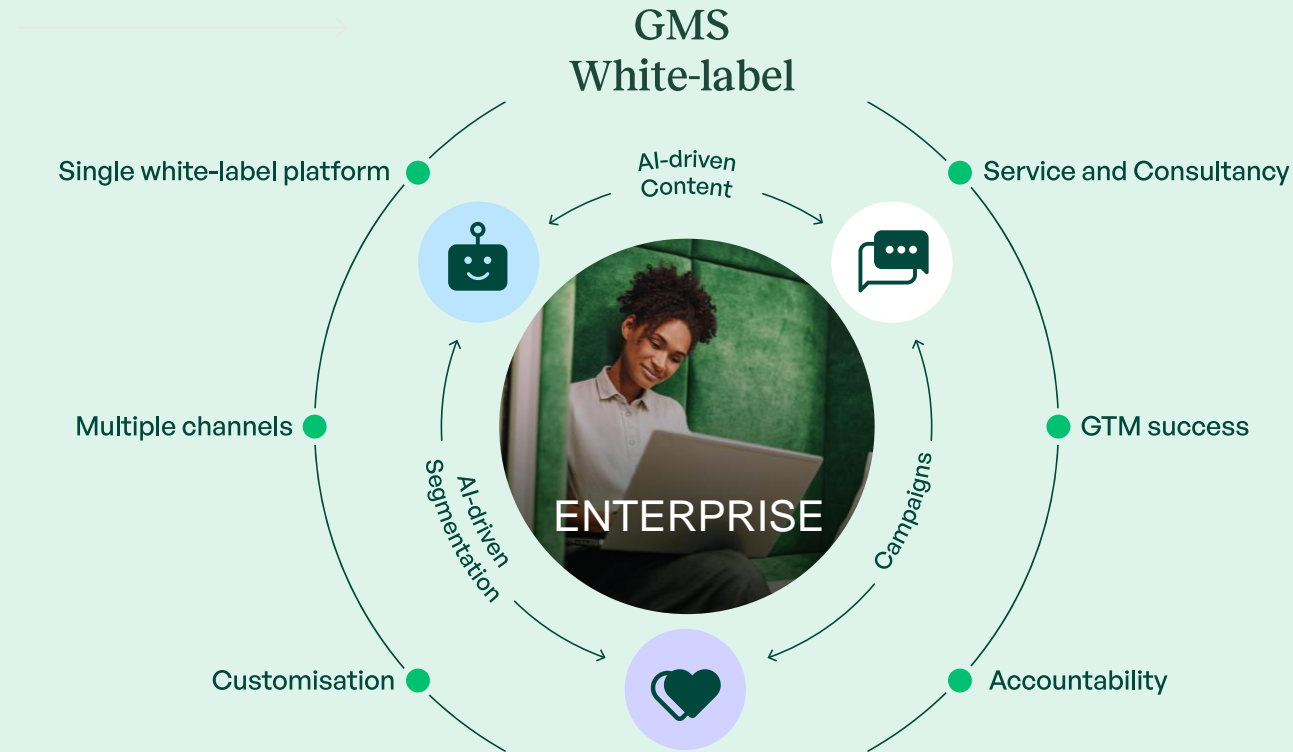 GMS
White-label
AI-driven
Content
Single white-label platform
Service and Consultancy
Multiple channels
GTM success
AI-driven
Segmentation
ENTERPRISE
Campaigns
Customisation
Accountability